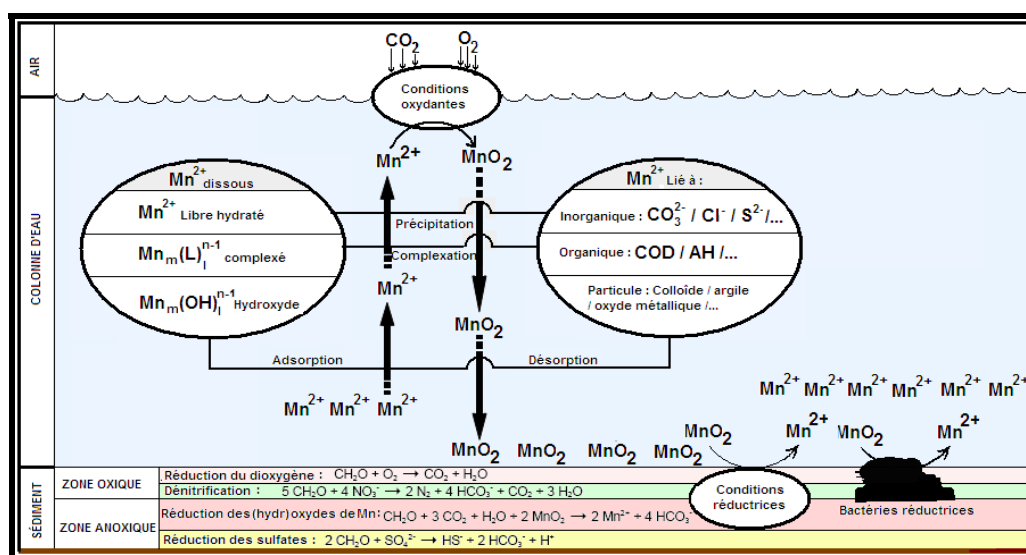 AIR
CO₂
O₂
Conditions
oxydantes
COLONNE D'EAU
Mn²⁺
MnO₂
Mn²⁺
dissous
Mn²⁺ Libre hydraté
Mnₘ(L)ₗⁿ⁻¹ complexé
Mnₘ(OH)ₗⁿ⁻¹ Hydroxyde
Précipitation
Complexation
Mn²⁺ Lié à :
Inorganique : CO₃²⁻ / Cl⁻ / S²⁻/...
Organique : COD / AH /...
Particule : Colloîde / argile
/ oxyde métallique /...
Mn²⁺
MnO₂
Adsorption
Désorption
Mn²⁺ Mn²⁺ Mn²⁺
Mn²⁺ Mn²⁺ Mn²⁺ Mn²⁺ Mn²⁺ Mn²⁺
MnO₂ MnO₂ MnO₂ MnO₂
MnO₂ Mn²⁺
MnO₂ Mn²⁺
Conditions
réductrices
Bactéries réductrices
SÉDIMENT
ZONE OXIQUE
Réduction du dioxygène : CH₂O + O₂ → CO₂ + H₂O
Dénitrification : 5 CH₂O + 4 NO₃⁻ → 2 N₂ + 4 HCO₃⁻ + CO₂ + 3 H₂O
ZONE ANOXIQUE
Réduction des (hydr)oxydes de Mn: CH₂O + 3 CO₂ + H₂O + 2 MnO₂ → 2 Mn²⁺ + 4 HCO₃⁻
Réduction des sulfates : 2 CH₂O + SO₄²⁻ → HS⁻ + 2 HCO₃⁻ + H⁺